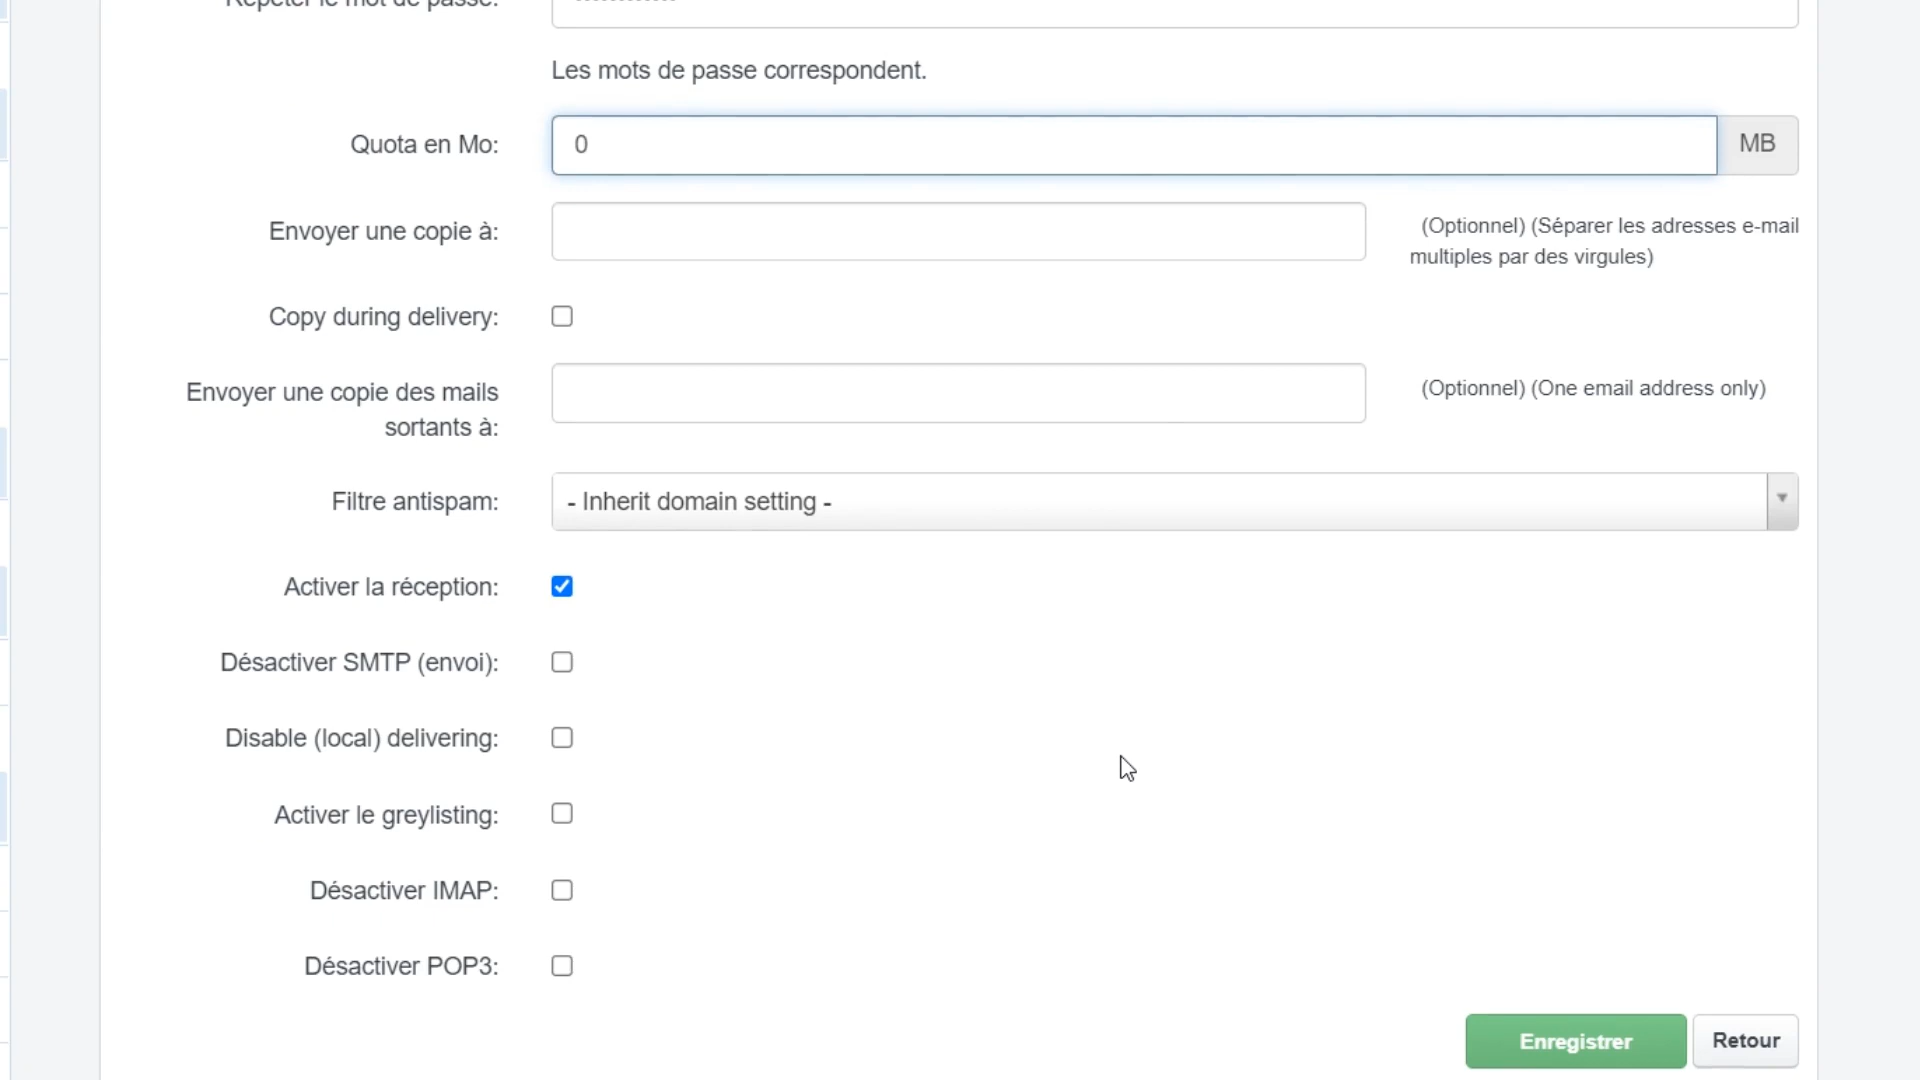 Répéter le mot de passe:
Les mots de passe correspondent.
Quota en Mo: 0 MB
Envoyer une copie à: (Optionnel) (Séparer les adresses e-mail
multiples par des virgules)
Copy during delivery:
Envoyer une copie des mails
sortants à: (Optionnel) (One email address only)
Filtre antispam: - Inherit domain setting -
Activer la réception:
Désactiver SMTP (envoi):
Disable (local) delivering:
Activer le greylisting:
Désactiver IMAP:
Désactiver POP3:
Enregistrer Retour